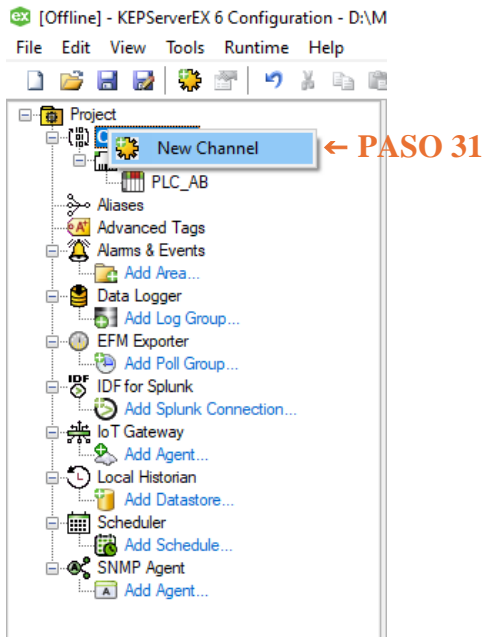 [Offline] - KEPServerEX 6 Configuration - D:\M
File Edit View Tools Runtime Help
Project
New Channel
← PASO 31
PLC_AB
Aliases
Advanced Tags
Alarms & Events
Add Area...
Data Logger
Add Log Group...
EFM Exporter
Add Poll Group...
IDF for Splunk
Add Splunk Connection...
IoT Gateway
Add Agent...
Local Historian
Add Datastore...
Scheduler
Add Schedule...
SNMP Agent
Add Agent...